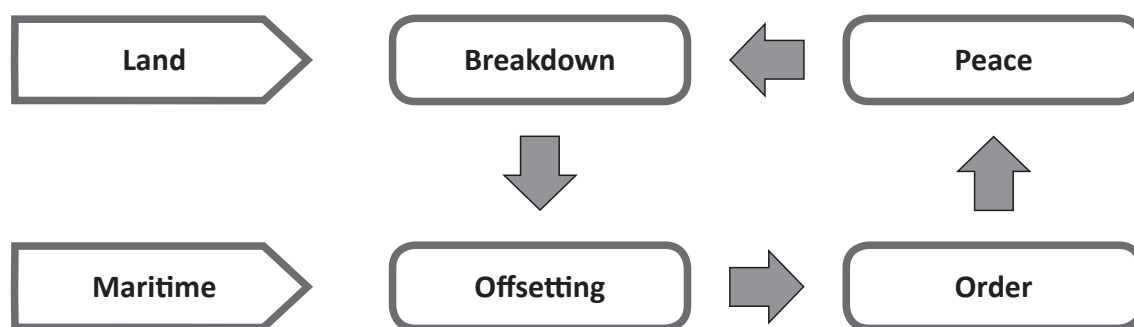 Land
Breakdown
Peace
Maritime
Offsetting
Order